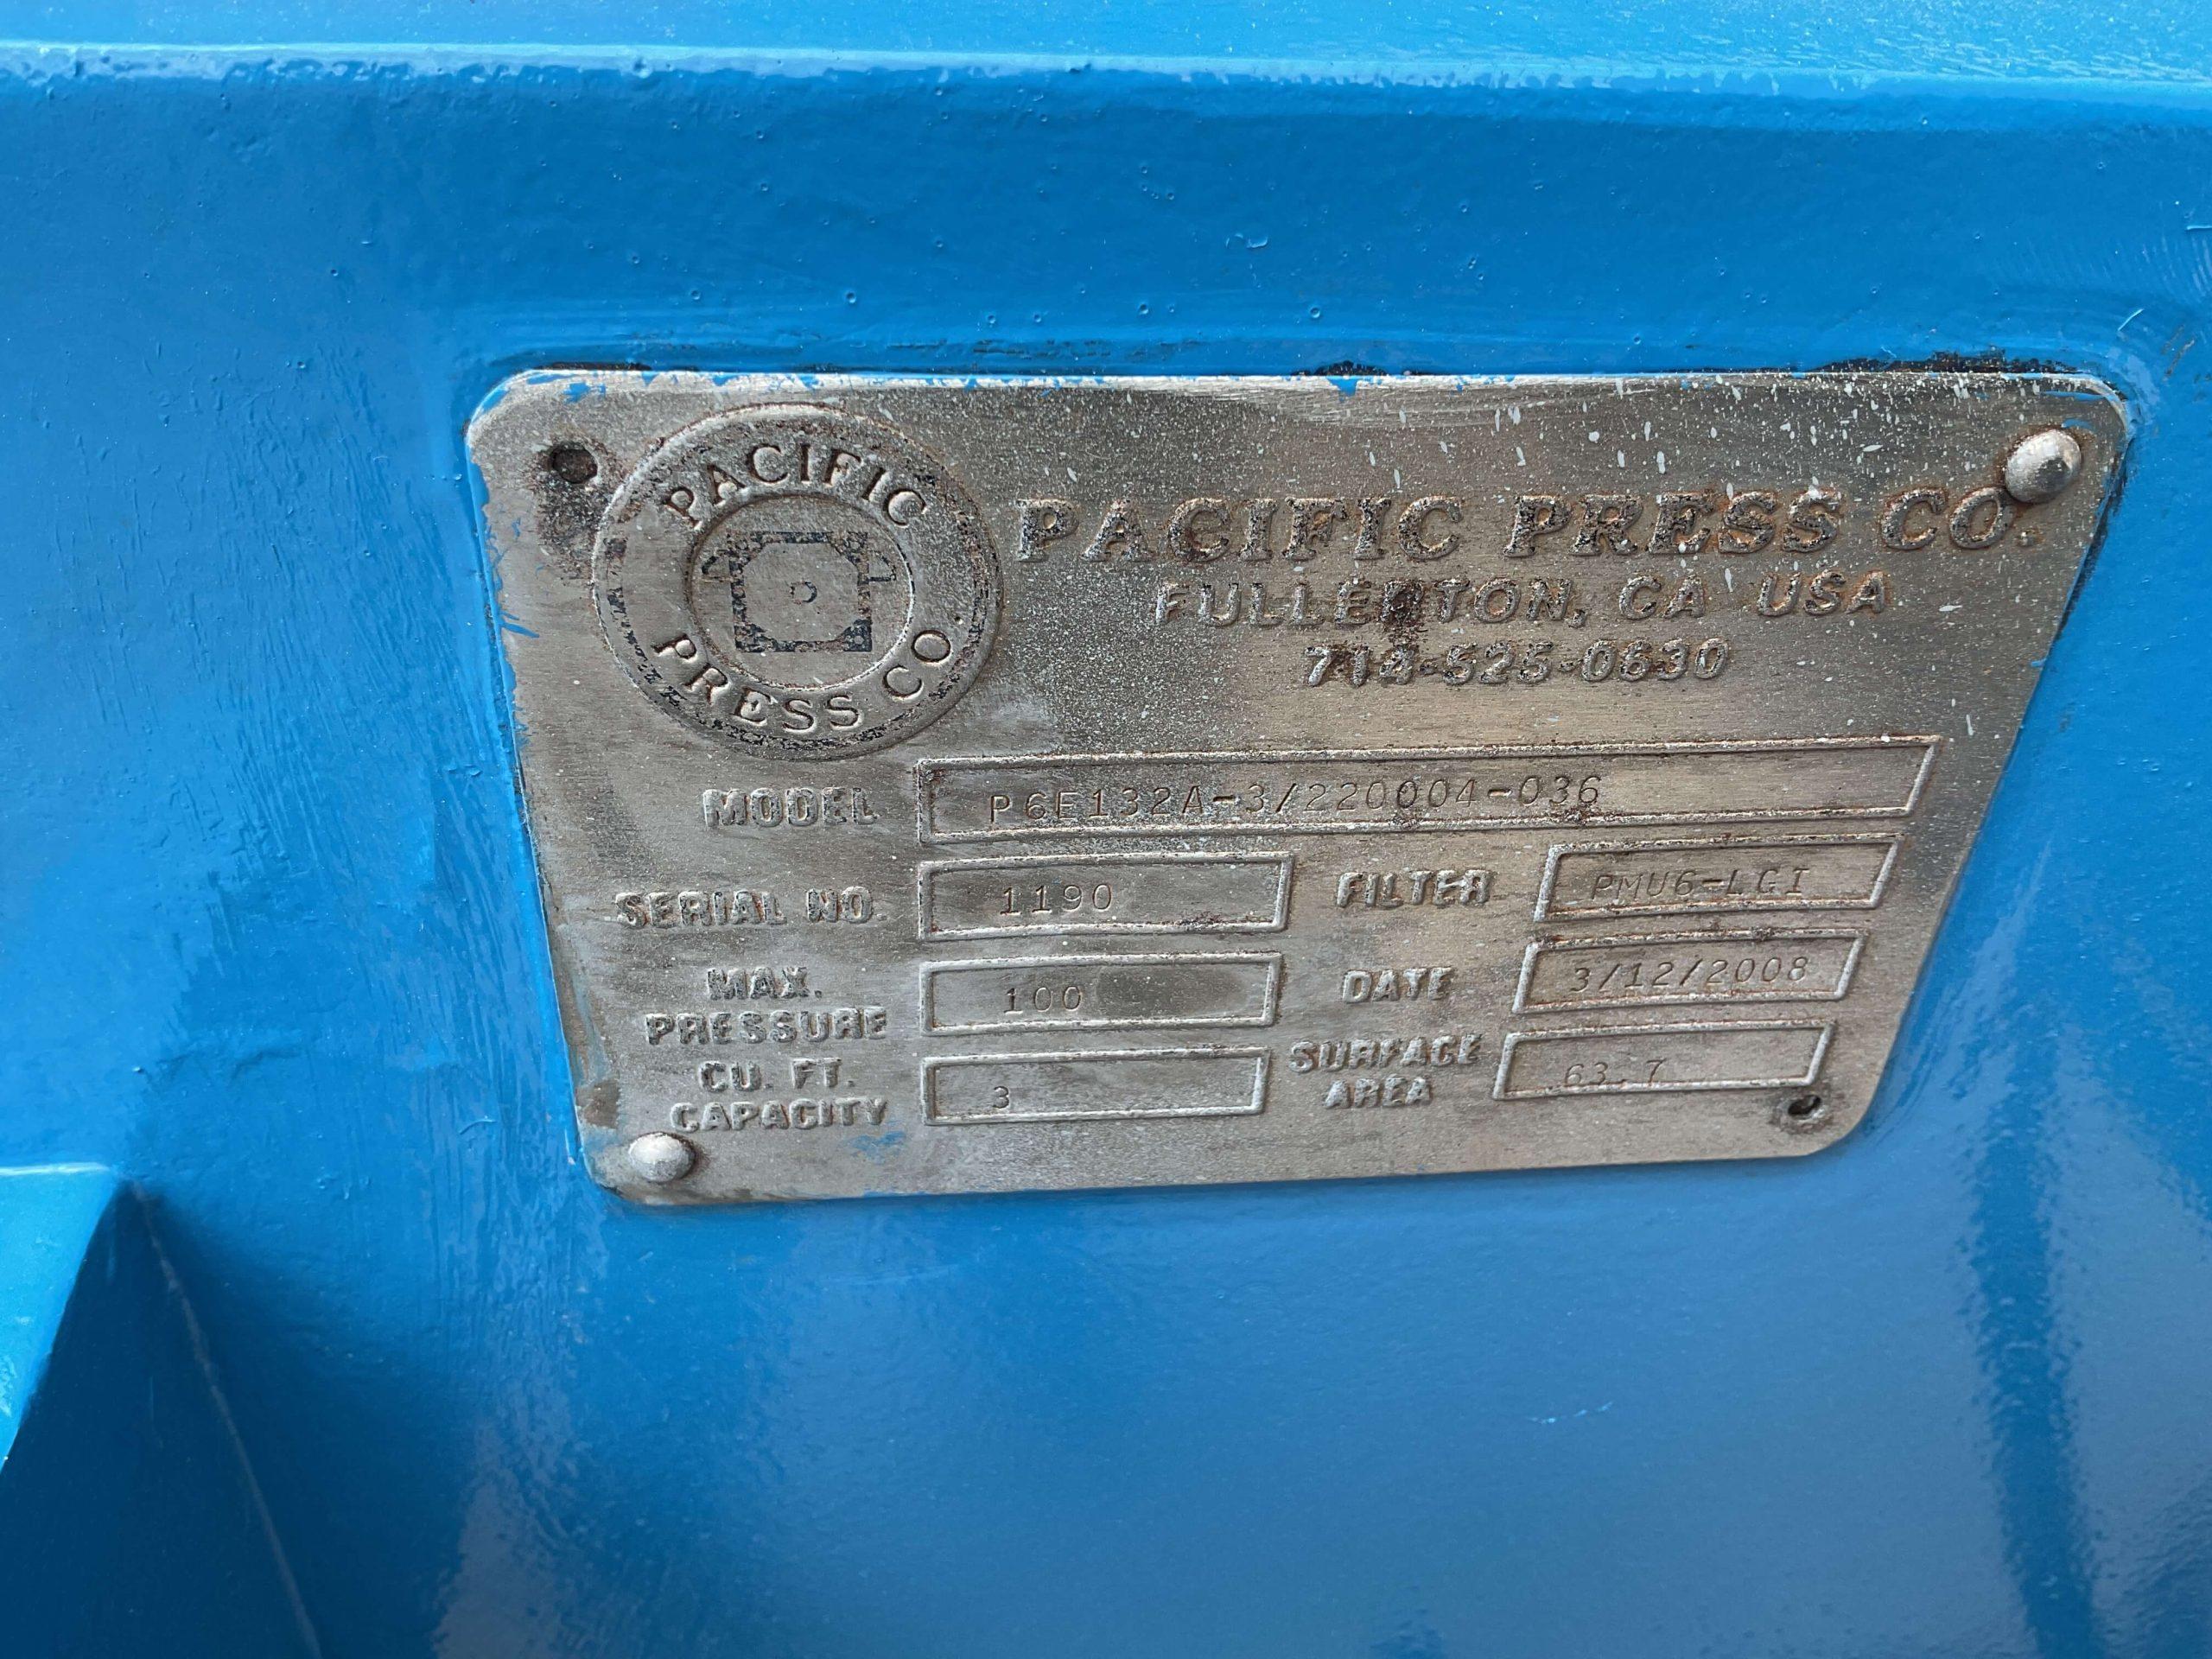 PACIFIC
PRESS CO.
PACIFIC PRESS CO.
FULLERTON, CA USA
714-525-0630
MODEL P6E132A-3/220004-036
SERIAL NO. 1190 FILTER PMU6-LGI
MAX.
PRESSURE 100 DATE 3/12/2008
CU. FT.
CAPACITY 3 SURFACE
AREA 63.7